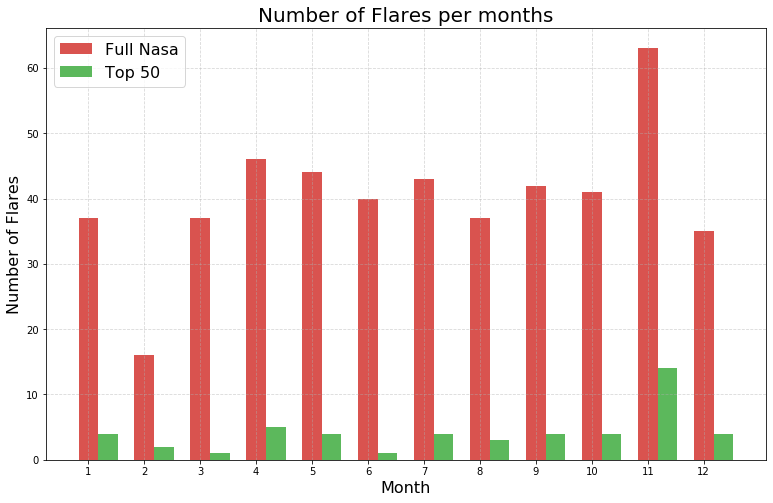 Number of Flares per months
Full Nasa
Top 50
Number of Flares
60
50
40
30
20
10
0
1 2 3 4 5 6 7 8 9 10 11 12
Month